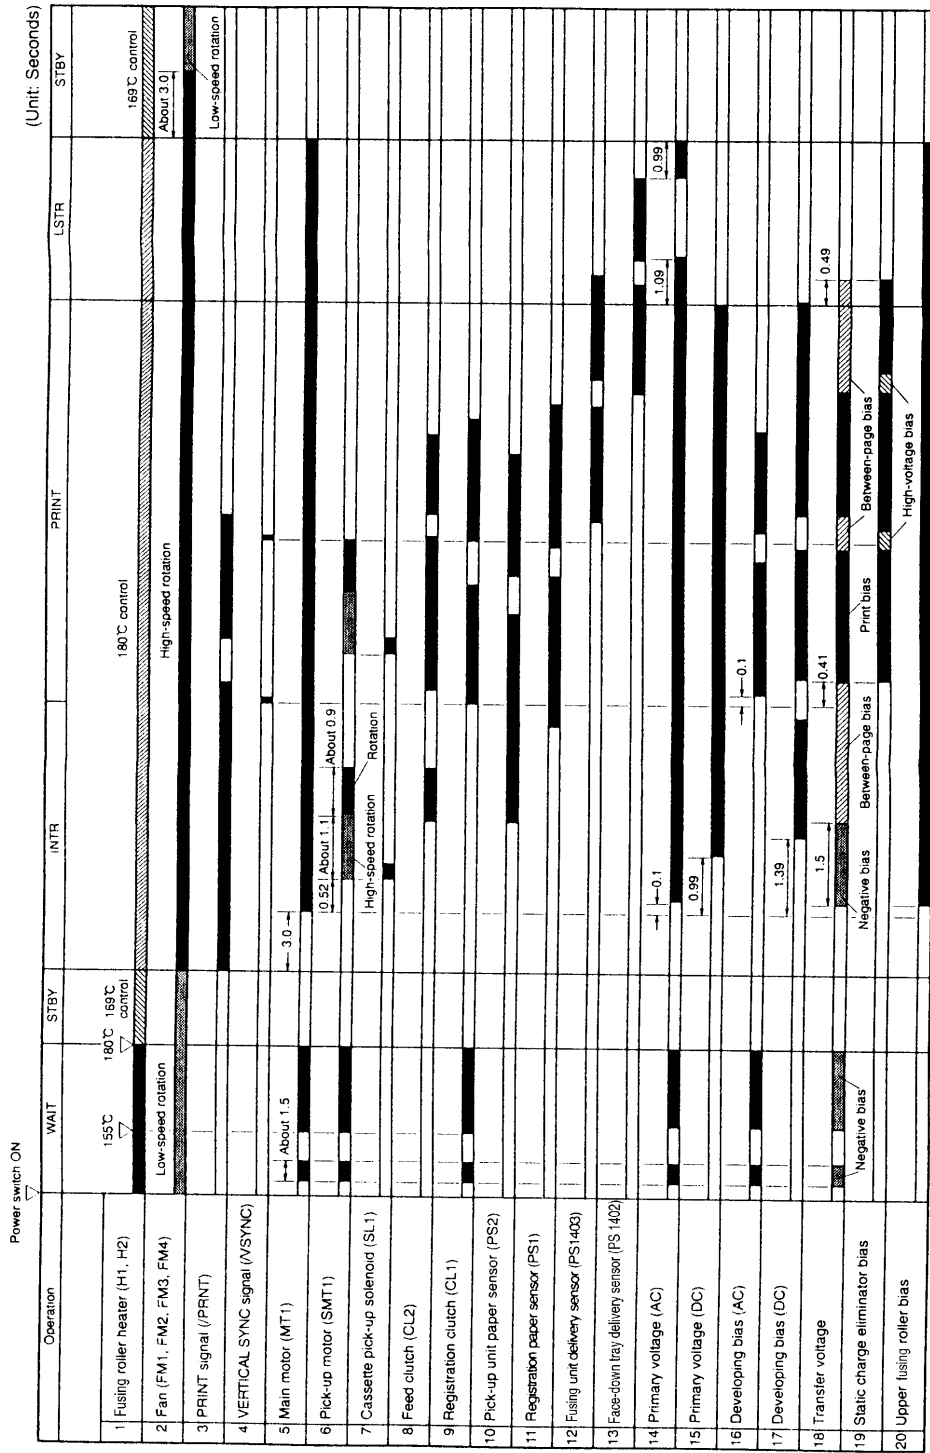 (Unit: Seconds)
Power switch ON
Operation
WAIT
STBY
INTR
PRINT
LSTR
STBY
155℃
180℃
169℃ control
180℃ control
169℃ control
1 Fusing roller heater (H1, H2)
2 Fan (FM1, FM2, FM3, FM4)
Low-speed rotation
High-speed rotation
About 3.0
Low-speed rotation
3 PRINT signal (/PRNT)
4 VERTICAL SYNC signal (/VSYNC)
5 Main motor (MT1)
About 1.5
3.0
0.52
About 1.1
About 0.9
6 Pick-up motor (SMT1)
High-speed rotation
Rotation
7 Cassette pick-up solenoid (SL1)
8 Feed clutch (CL2)
9 Registration clutch (CL1)
10 Pick-up unit paper sensor (PS2)
11 Registration paper sensor (PS1)
12 Fusing unit delivery sensor (PS1403)
13 Face-down tray delivery sensor (PS 1402)
14 Primary voltage (AC)
0.1
1.09
0.99
15 Primary voltage (DC)
0.99
16 Developing bias (AC)
0.1
17 Developing bias (DC)
1.39
18 Transfer voltage
1.5
0.41
0.49
Negative bias
Negative bias
Between-page bias
Print bias
Between-page bias
19 Static charge eliminator bias
High-voltage bias
20 Upper fusing roller bias